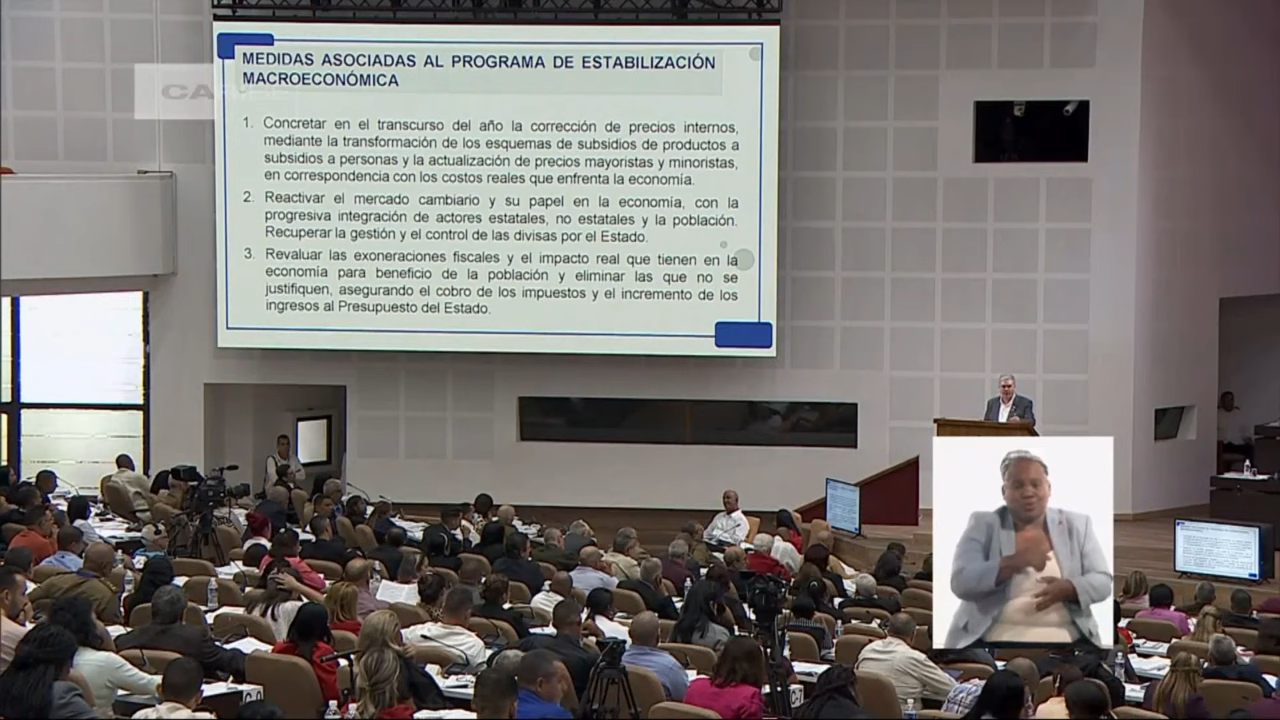 MEDIDAS ASOCIADAS AL PROGRAMA DE ESTABILIZACIÓN
MACROECONÓMICA
1. Concretar en el transcurso del año la corrección de precios internos,
mediante la transformación de los esquemas de subsidios de productos a
subsidios a personas y la actualización de precios mayoristas y minoristas,
en correspondencia con los costos reales que enfrenta la economía.
2. Reactivar el mercado cambiario y su papel en la economía, con la
progresiva integración de actores estatales, no estatales y la población.
Recuperar la gestión y el control de las divisas por el Estado.
3. Revaluar las exoneraciones fiscales y el impacto real que tienen en la
economía para beneficio de la población y eliminar las que no se
justifiquen, asegurando el cobro de los impuestos y el incremento de los
ingresos al Presupuesto del Estado.